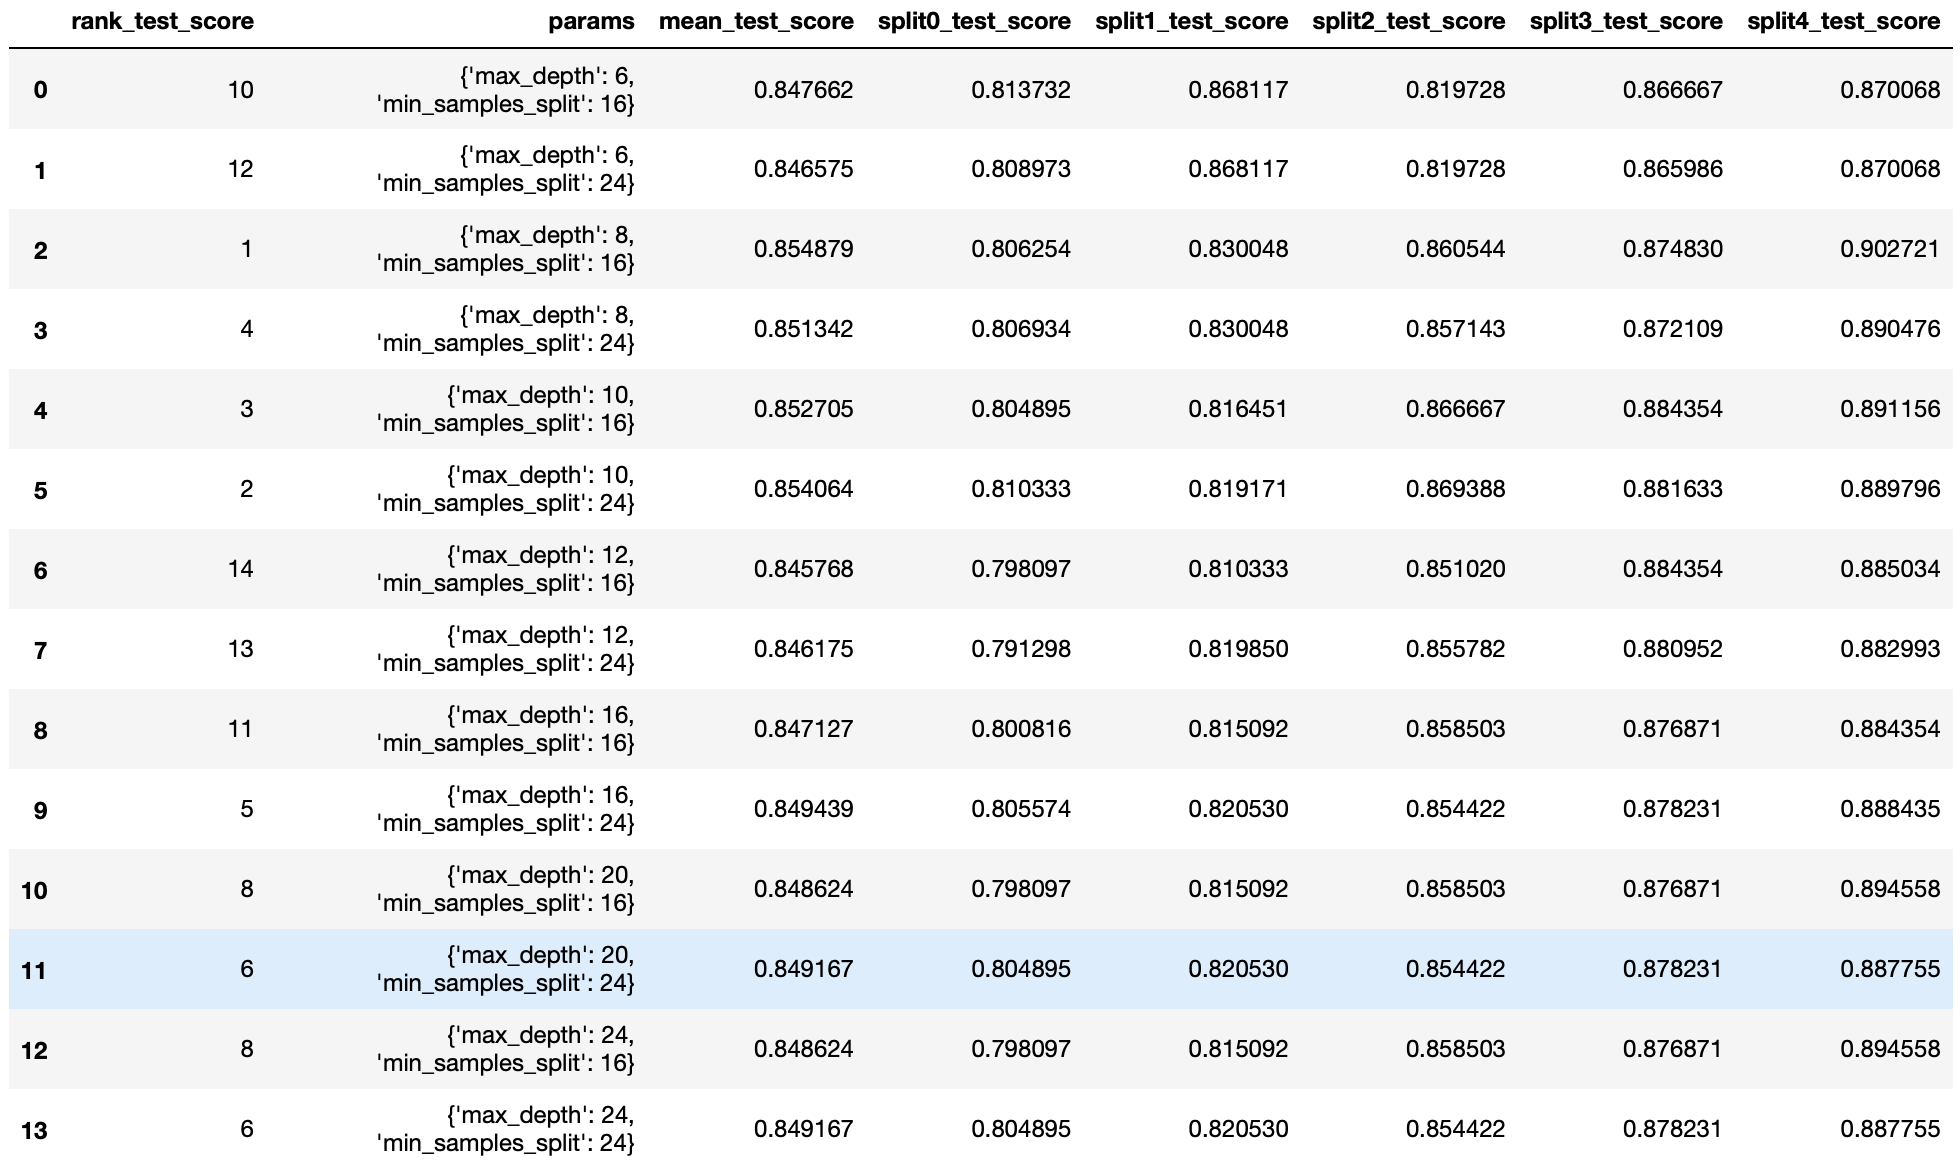 rank_test_score params mean_test_score split0_test_score split1_test_score split2_test_score split3_test_score split4_test_score
0 10 {'max_depth': 6, 'min_samples_split': 16} 0.847662 0.813732 0.868117 0.819728 0.866667 0.870068
1 12 {'max_depth': 6, 'min_samples_split': 24} 0.846575 0.808973 0.868117 0.819728 0.865986 0.870068
2 1 {'max_depth': 8, 'min_samples_split': 16} 0.854879 0.806254 0.830048 0.860544 0.874830 0.902721
3 4 {'max_depth': 8, 'min_samples_split': 24} 0.851342 0.806934 0.830048 0.857143 0.872109 0.890476
4 3 {'max_depth': 10, 'min_samples_split': 16} 0.852705 0.804895 0.816451 0.866667 0.884354 0.891156
5 2 {'max_depth': 10, 'min_samples_split': 24} 0.854064 0.810333 0.819171 0.869388 0.881633 0.889796
6 14 {'max_depth': 12, 'min_samples_split': 16} 0.845768 0.798097 0.810333 0.851020 0.884354 0.885034
7 13 {'max_depth': 12, 'min_samples_split': 24} 0.846175 0.791298 0.819850 0.855782 0.880952 0.882993
8 11 {'max_depth': 16, 'min_samples_split': 16} 0.847127 0.800816 0.815092 0.858503 0.876871 0.884354
9 5 {'max_depth': 16, 'min_samples_split': 24} 0.849439 0.805574 0.820530 0.854422 0.878231 0.888435
10 8 {'max_depth': 20, 'min_samples_split': 16} 0.848624 0.798097 0.815092 0.858503 0.876871 0.894558
11 6 {'max_depth': 20, 'min_samples_split': 24} 0.849167 0.804895 0.820530 0.854422 0.878231 0.887755
12 8 {'max_depth': 24, 'min_samples_split': 16} 0.848624 0.798097 0.815092 0.858503 0.876871 0.894558
13 6 {'max_depth': 24, 'min_samples_split': 24} 0.849167 0.804895 0.820530 0.854422 0.878231 0.887755